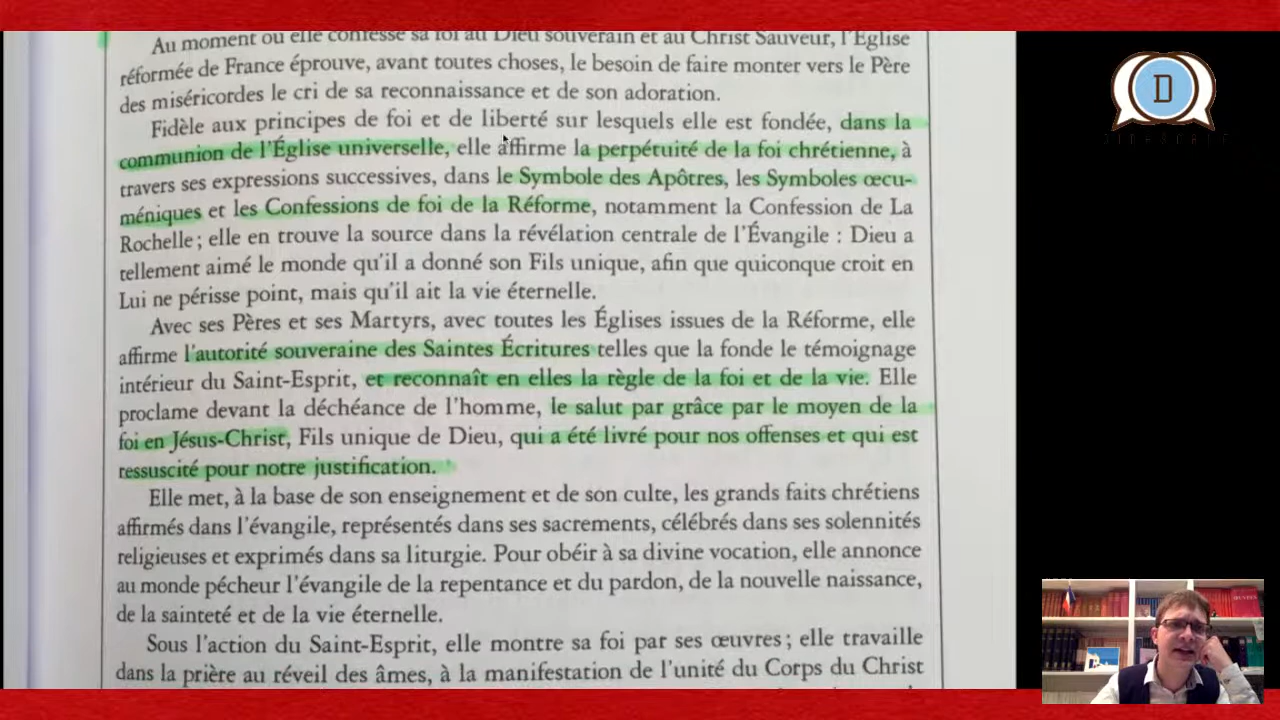 Au moment où elle confesse sa foi au Dieu souverain et au Christ Sauveur, l'Église
réformée de France éprouve, avant toutes choses, le besoin de faire monter vers le Père
des miséricordes le cri de sa reconnaissance et de son adoration.
Fidèle aux principes de foi et de liberté sur lesquels elle est fondée, dans la
communion de l'Église universelle, elle affirme la perpétuité de la foi chrétienne, à
travers ses expressions successives, dans le Symbole des Apôtres, les Symboles œcu-
méniques et les Confessions de foi de la Réforme, notamment la Confession de La
Rochelle ; elle en trouve la source dans la révélation centrale de l'Évangile : Dieu a
tellement aimé le monde qu'il a donné son Fils unique, afin que quiconque croit en
Lui ne périsse point, mais qu'il ait la vie éternelle.
Avec ses Pères et ses Martyrs, avec toutes les Églises issues de la Réforme, elle
affirme l'autorité souveraine des Saintes Écritures telles que la fonde le témoignage
intérieur du Saint-Esprit, et reconnaît en elles la règle de la foi et de la vie. Elle
proclame devant la déchéance de l'homme, le salut par grâce par le moyen de la
foi en Jésus-Christ, Fils unique de Dieu, qui a été livré pour nos offenses et qui est
ressuscité pour notre justification.
Elle met, à la base de son enseignement et de son culte, les grands faits chrétiens
affirmés dans l'évangile, représentés dans ses sacrements, célébrés dans ses solennités
religieuses et exprimés dans sa liturgie. Pour obéir à sa divine vocation, elle annonce
au monde pécheur l'évangile de la repentance et du pardon, de la nouvelle naissance,
de la sainteté et de la vie éternelle.
Sous l'action du Saint-Esprit, elle montre sa foi par ses œuvres ; elle travaille
dans la prière au réveil des âmes, à la manifestation de l'unité du Corps du Christ
D